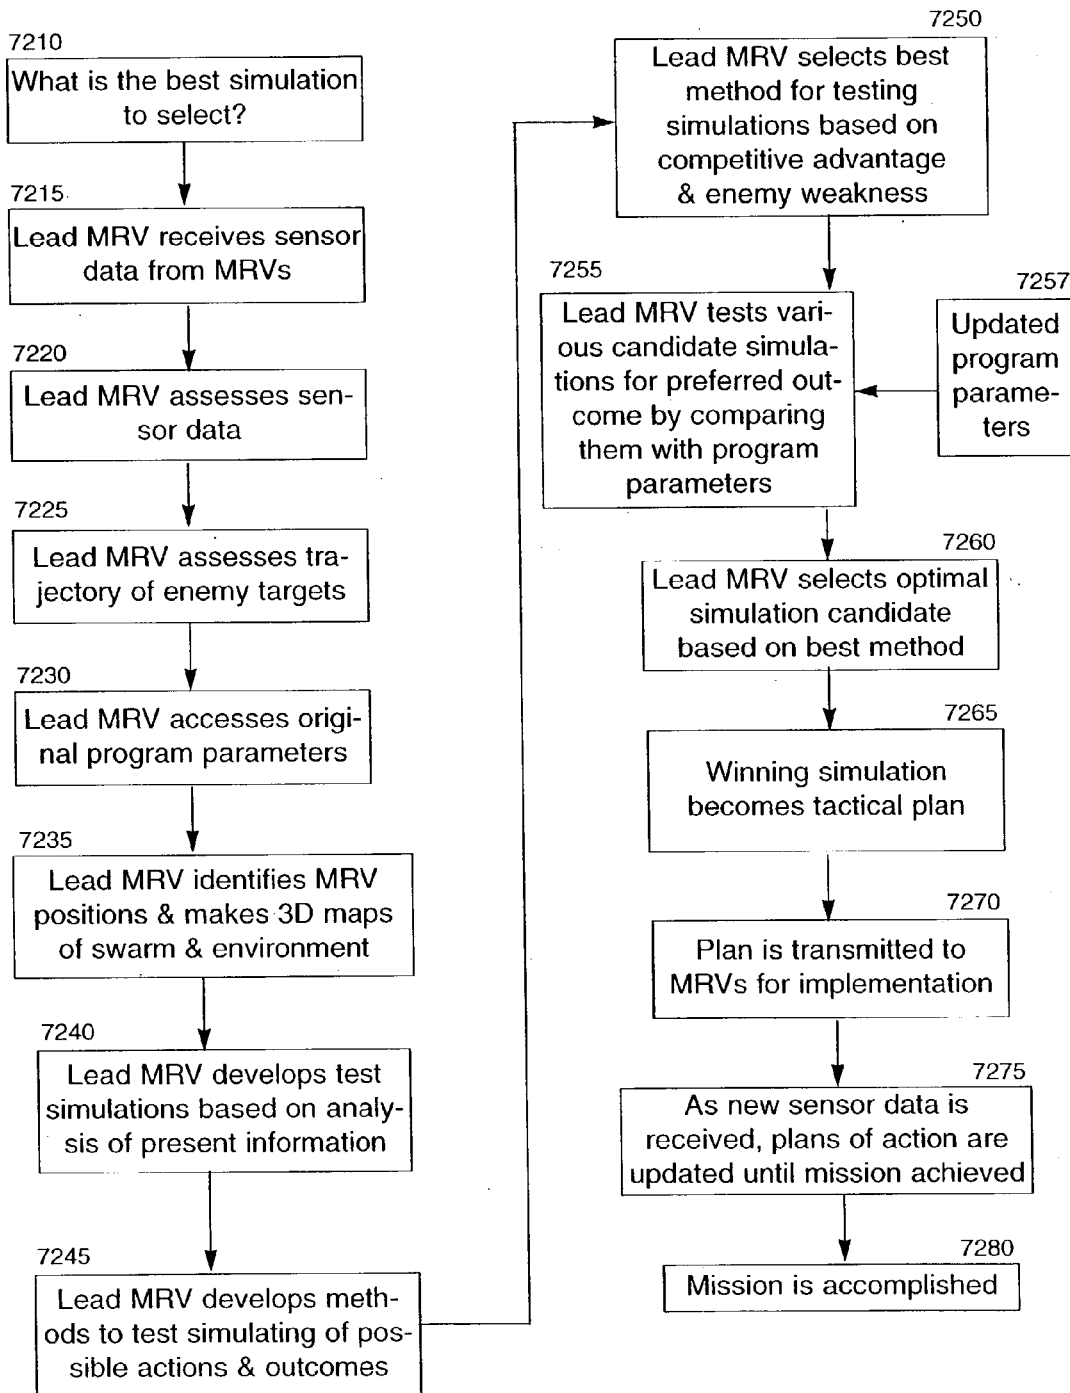 7210
What is the best simulation
to select?
7215
Lead MRV receives sensor
data from MRVs
7220
Lead MRV assesses sen-
sor data
7225
Lead MRV assesses tra-
jectory of enemy targets
7230
Lead MRV accesses origi-
nal program parameters
7235
Lead MRV identifies MRV
positions & makes 3D maps
of swarm & environment
7240
Lead MRV develops test
simulations based on analy-
sis of present information
7245
Lead MRV develops meth-
ods to test simulating of pos-
sible actions & outcomes
7250
Lead MRV selects best
method for testing
simulations based on
competitive advantage
& enemy weakness
7255
Lead MRV tests vari-
ous candidate simula-
tions for preferred out-
come by comparing
them with program
parameters
7257
Updated
program
parame-
ters
7260
Lead MRV selects optimal
simulation candidate
based on best method
7265
Winning simulation
becomes tactical plan
7270
Plan is transmitted to
MRVs for implementation
7275
As new sensor data is
received, plans of action are
updated until mission achieved
7280
Mission is accomplished